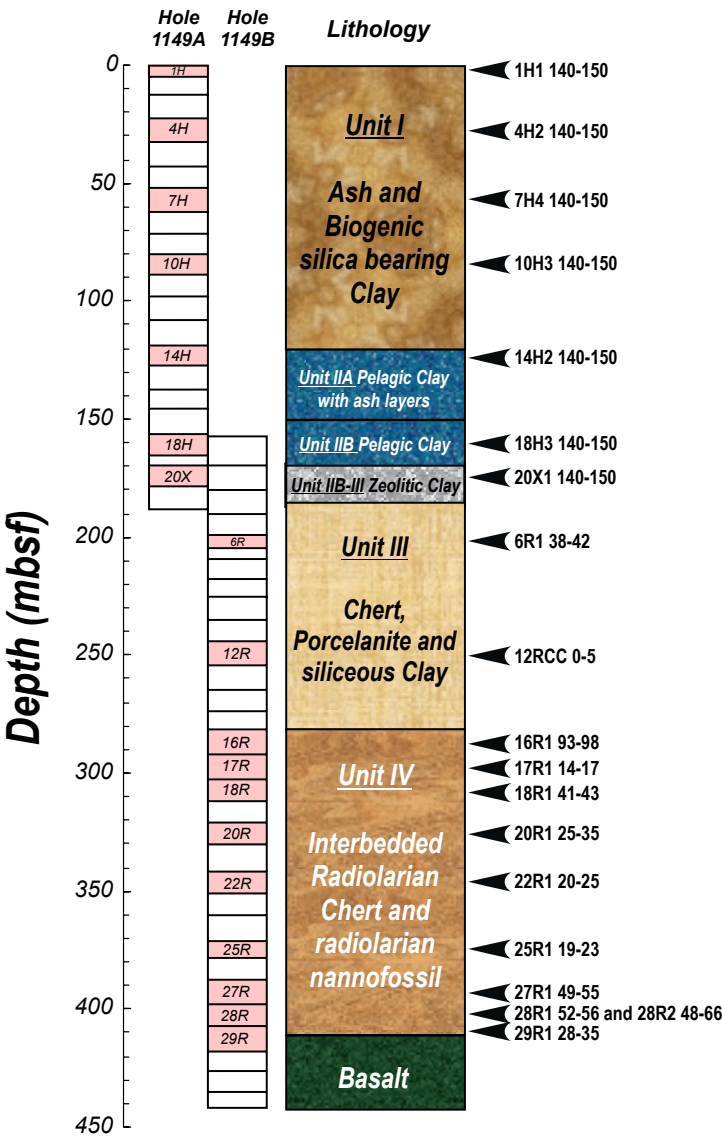 Hole
1149A
Hole
1149B
Lithology
Depth (mbsf)
0
50
100
150
200
250
300
350
400
450
1H
4H
7H
10H
14H
18H
20X
6R
12R
16R
17R
18R
20R
22R
25R
27R
28R
29R
Unit I
Ash and
Biogenic
silica bearing
Clay
Unit IIA Pelagic Clay
with ash layers
Unit IIB Pelagic Clay
Unit IIB-III Zeolitic Clay
Unit III
Chert,
Porcelanite and
siliceous Clay
Unit IV
Interbedded
Radiolarian
Chert and
radiolarian
nannofossil
Basalt
1H1 140-150
4H2 140-150
7H4 140-150
10H3 140-150
14H2 140-150
18H3 140-150
20X1 140-150
6R1 38-42
12RCC 0-5
16R1 93-98
17R1 14-17
18R1 41-43
20R1 25-35
22R1 20-25
25R1 19-23
27R1 49-55
28R1 52-56 and 28R2 48-66
29R1 28-35